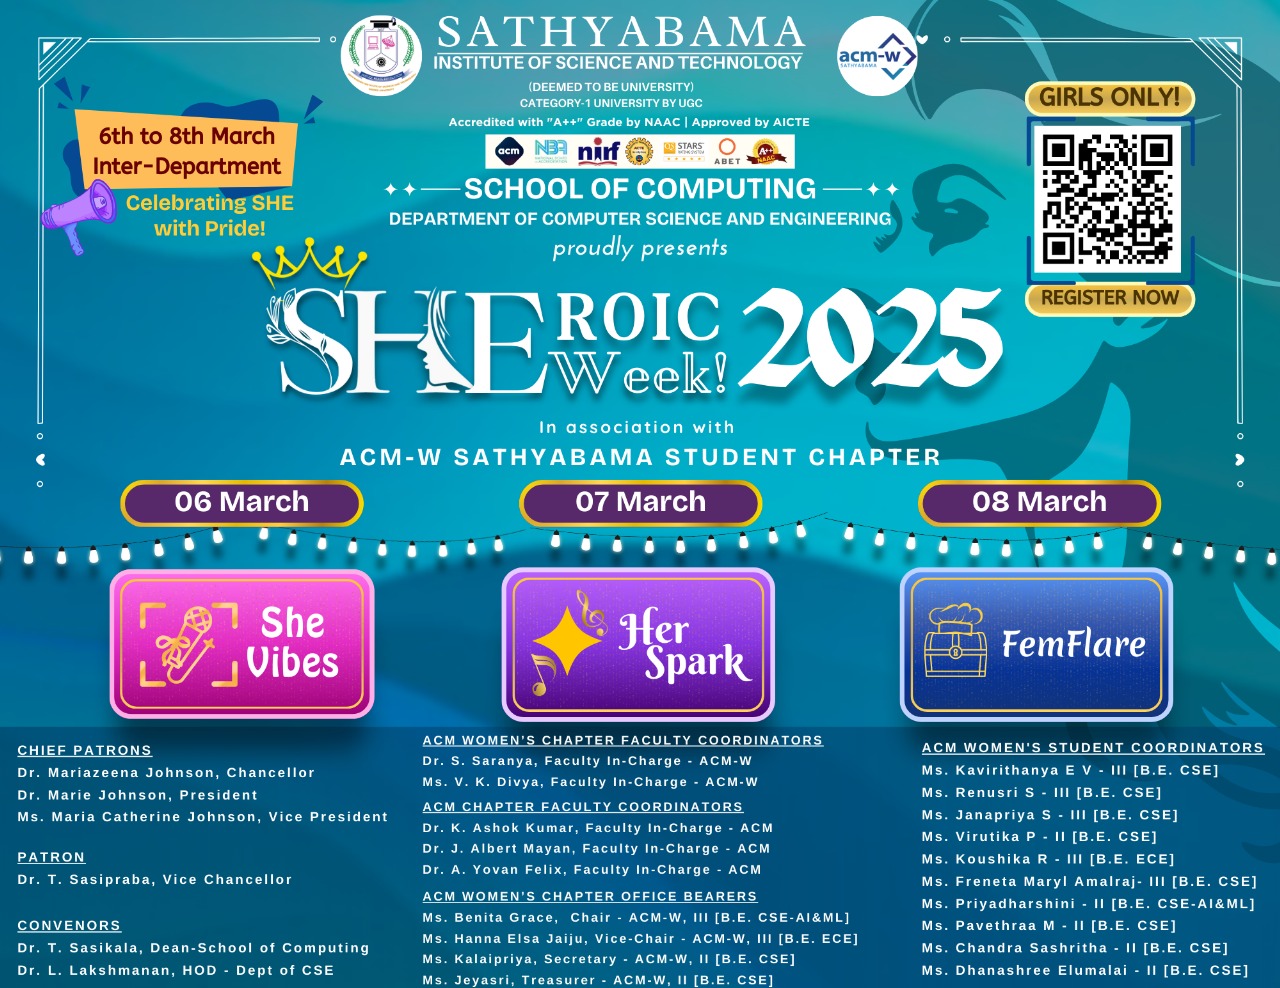 SATHYABAMA
INSTITUTE OF SCIENCE AND TECHNOLOGY
(DEEMED TO BE UNIVERSITY)
CATEGORY-1 UNIVERSITY BY UGC
Accredited with "A++" Grade by NAAC | Approved by AICTE
acm-w
SATHYABAMA
acm
NBA
nirf
STARS
ABET
A++
NAAC
GIRLS ONLY!
REGISTER NOW
6th to 8th March
Inter-Department
Celebrating SHE
with Pride!
SCHOOL OF COMPUTING
DEPARTMENT OF COMPUTER SCIENCE AND ENGINEERING
proudly presents
SHEROIC
Week! 2025
In association with
ACM-W SATHYABAMA STUDENT CHAPTER
06 March
07 March
08 March
She
Vibes
Her
Spark
FemFlare
CHIEF PATRONS
Dr. Mariazeena Johnson, Chancellor
Dr. Marie Johnson, President
Ms. Maria Catherine Johnson, Vice President
PATRON
Dr. T. Sasipraba, Vice Chancellor
CONVENORS
Dr. T. Sasikala, Dean-School of Computing
Dr. L. Lakshmanan, HOD - Dept of CSE
ACM WOMEN'S CHAPTER FACULTY COORDINATORS
Dr. S. Saranya, Faculty In-Charge - ACM-W
Ms. V. K. Divya, Faculty In-Charge - ACM-W
ACM CHAPTER FACULTY COORDINATORS
Dr. K. Ashok Kumar, Faculty In-Charge - ACM
Dr. J. Albert Mayan, Faculty In-Charge - ACM
Dr. A. Yovan Felix, Faculty In-Charge - ACM
ACM WOMEN'S CHAPTER OFFICE BEARERS
Ms. Benita Grace, Chair - ACM-W, III [B.E. CSE-AI&ML]
Ms. Hanna Elsa Jaiju, Vice-Chair - ACM-W, III [B.E. ECE]
Ms. Kalaipriya, Secretary - ACM-W, II [B.E. CSE]
Ms. Jeyasri, Treasurer - ACM-W, II [B.E. CSE]
ACM WOMEN'S STUDENT COORDINATORS
Ms. Kavirithanya E V - III [B.E. CSE]
Ms. Renusri S - III [B.E. CSE]
Ms. Janapriya S - III [B.E. CSE]
Ms. Virutika P - II [B.E. CSE]
Ms. Koushika R - III [B.E. ECE]
Ms. Freneta Maryl Amalraj- III [B.E. CSE]
Ms. Priyadharshini - II [B.E. CSE-AI&ML]
Ms. Pavethraa M - II [B.E. CSE]
Ms. Chandra Sashritha - II [B.E. CSE]
Ms. Dhanashree Elumalai - II [B.E. CSE]